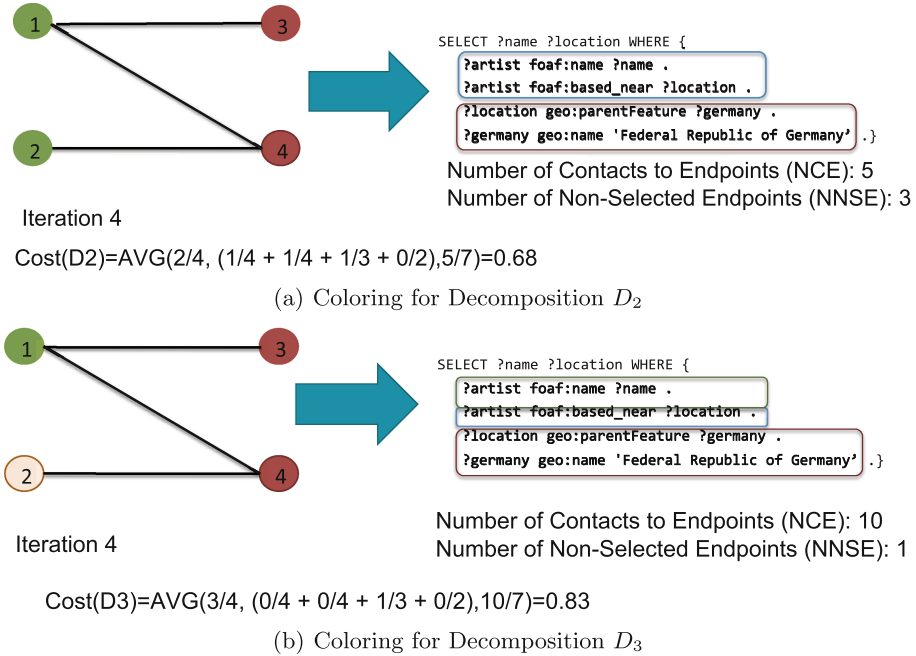 1
3
2
4
SELECT ?name ?location WHERE {
?artist foaf:name ?name .
?artist foaf:based_near ?location .
?location geo:parentFeature ?germany .
?germany geo:name 'Federal Republic of Germany’ .}
Number of Contacts to Endpoints (NCE): 5
Number of Non-Selected Endpoints (NNSE): 3
Iteration 4
Cost(D2)=AVG(2/4, (1/4 + 1/4 + 1/3 + 0/2),5/7)=0.68
(a) Coloring for Decomposition D2
1
3
2
4
SELECT ?name ?location WHERE {
?artist foaf:name ?name .
?artist foaf:based_near ?location .
?location geo:parentFeature ?germany .
?germany geo:name 'Federal Republic of Germany’ .}
Number of Contacts to Endpoints (NCE): 10
Number of Non-Selected Endpoints (NNSE): 1
Iteration 4
Cost(D3)=AVG(3/4, (0/4 + 0/4 + 1/3 + 0/2),10/7)=0.83
(b) Coloring for Decomposition D3